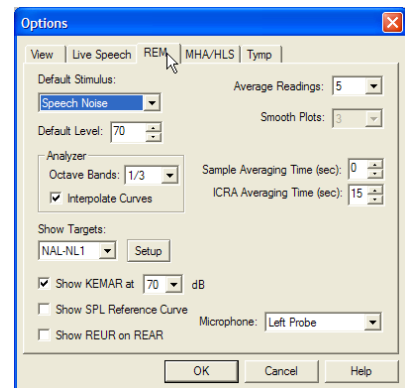 Options
View Live Speech REM MHA/HLS Tymp
Default Stimulus:
Speech Noise
Default Level: 70
Analyzer
Octave Bands: 1/3
Interpolate Curves
Show Targets:
NAL-NL1 Setup
Average Readings: 5
Smooth Plots: 3
Sample Averaging Time (sec): 0
ICRA Averaging Time (sec): 15
Show KEMAR at 70 dB
Show SPL Reference Curve
Show REUR on REAR
Microphone: Left Probe
OK Cancel Help